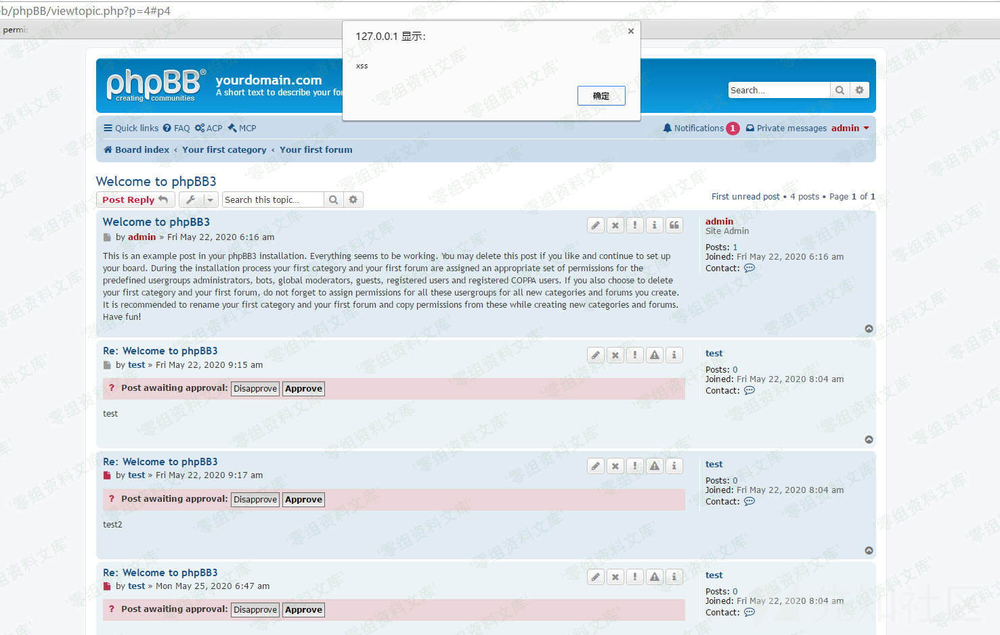 b/phpBB/viewtopic.php?p=4#p4
permis
127.0.0.1 显示：
xss
确定
phpBB®
creating communities
yourdomain.com
A short text to describe your for
Search…
Quick links FAQ ACP MCP
Notifications 1 Private messages admin
Board index ‹ Your first category ‹ Your first forum
Welcome to phpBB3
Post Reply
Search this topic…
First unread post • 4 posts • Page 1 of 1
Welcome to phpBB3
by admin » Fri May 22, 2020 6:16 am
This is an example post in your phpBB3 installation. Everything seems to be working. You may delete this post if you like and continue to set up
your board. During the installation process your first category and your first forum are assigned an appropriate set of permissions for the
predefined usergroups administrators, bots, global moderators, guests, registered users and registered COPPA users. If you also choose to delete
your first category and your first forum, do not forget to assign permissions for all these usergroups for all new categories and forums you create.
It is recommended to rename your first category and your first forum and copy permissions from these while creating new categories and forums.
Have fun!
admin
Site Admin
Posts: 1
Joined: Fri May 22, 2020 6:16 am
Contact:
Re: Welcome to phpBB3
by test » Fri May 22, 2020 9:15 am
? Post awaiting approval: Disapprove Approve
test
test
Posts: 0
Joined: Fri May 22, 2020 8:04 am
Contact:
Re: Welcome to phpBB3
by test » Fri May 22, 2020 9:17 am
? Post awaiting approval: Disapprove Approve
test2
test
Posts: 0
Joined: Fri May 22, 2020 8:04 am
Contact:
Re: Welcome to phpBB3
by test » Mon May 25, 2020 6:47 am
? Post awaiting approval: Disapprove Approve
test
Posts: 0
Joined: Fri May 22, 2020 8:04 am
Contact:
'零组资料文库'
先知社区